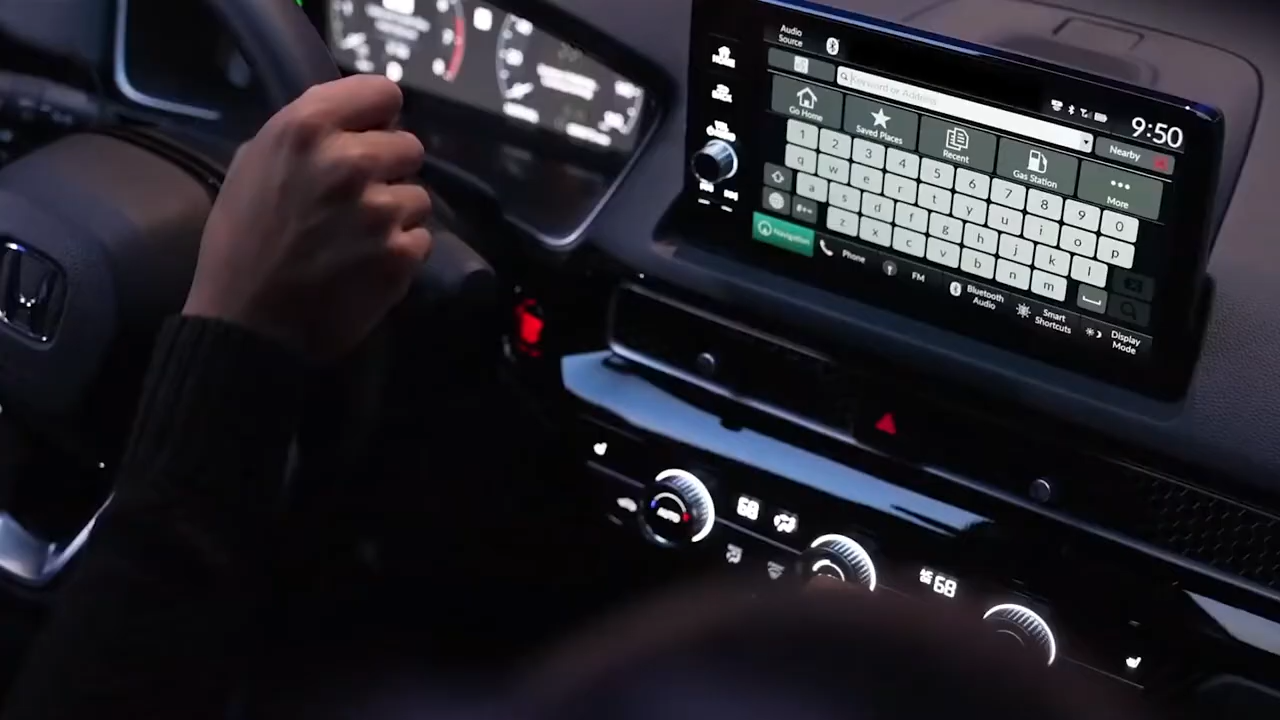 Audio
Source
HOME
BACK
Keyword or Address
9:50
Go Home
Saved Places
Recent
Gas Station
Nearby
More
1 2 3 4 5 6 7 8 9 0
q w e r t y u i o p
a s d f g h j k l
z x c v b n m
Navigation
Phone
FM
Bluetooth
Audio
Smart
Shortcuts
Display
Mode
AUTO
68
A/C
68